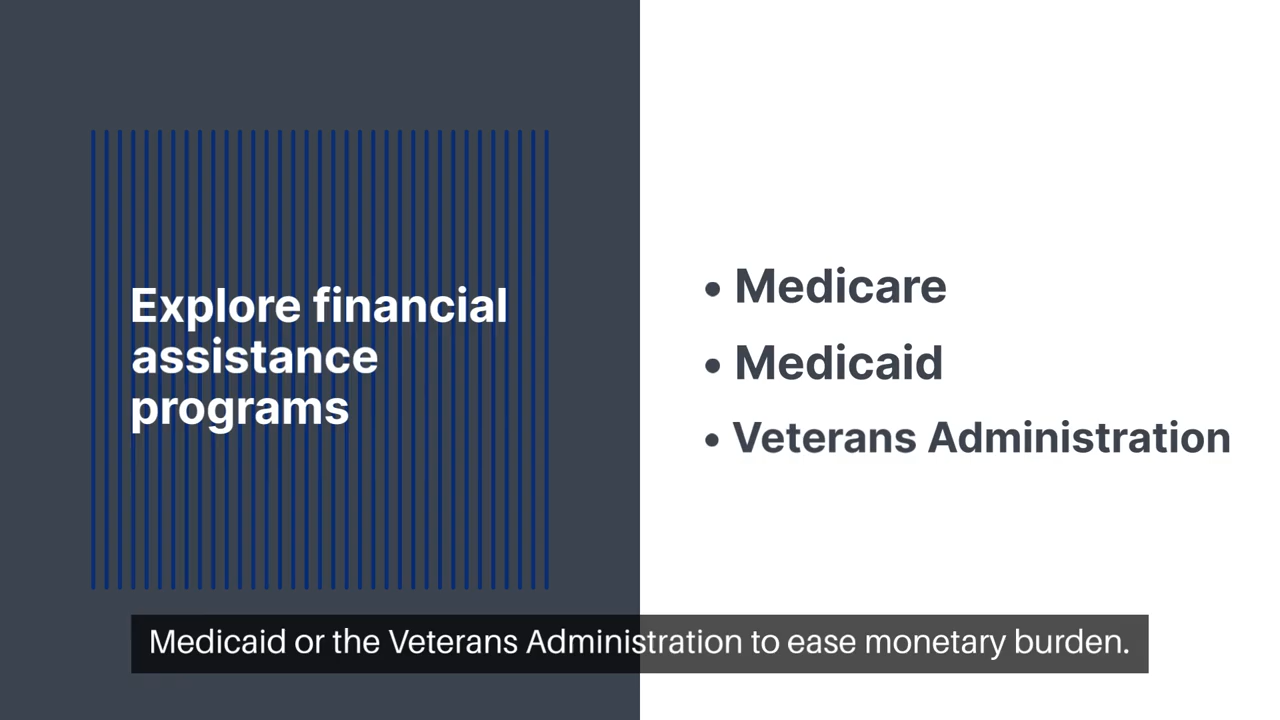 Explore financial
assistance
programs
• Medicare
• Medicaid
• Veterans Administration
Medicaid or the Veterans Administration to ease monetary burden.